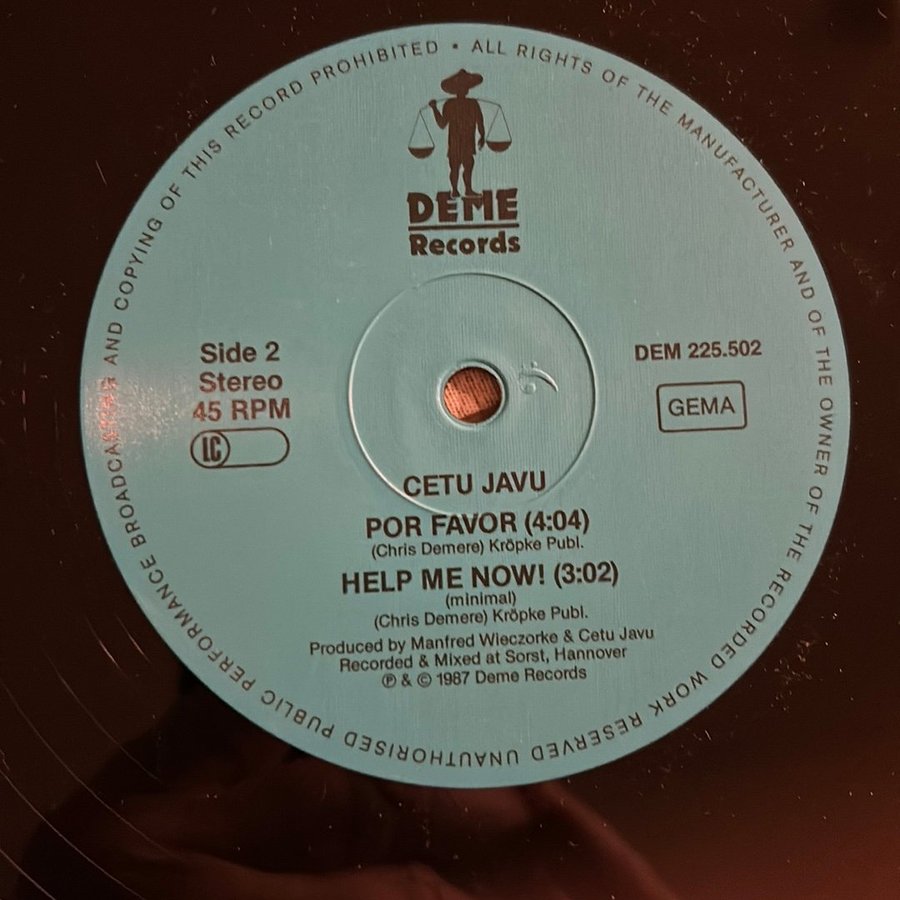 ALL RIGHTS OF THE MANUFACTURER AND OF THE OWNER OF THE RECORDED WORK RESERVED UNAUTHORISED PUBLIC PERFORMANCE BROADCASTING AND COPYING OF THIS RECORD PROHIBITED •
DEME
Records
Side 2
Stereo
45 RPM
LC
DEM 225.502
GEMA
CETU JAVU
POR FAVOR (4:04)
(Chris Demere) Kröpke Publ.
HELP ME NOW! (3:02)
(minimal)
(Chris Demere) Kröpke Publ.
Produced by Manfred Wieczorke & Cetu Javu
Recorded & Mixed at Sorst, Hannover
℗ & © 1987 Deme Records